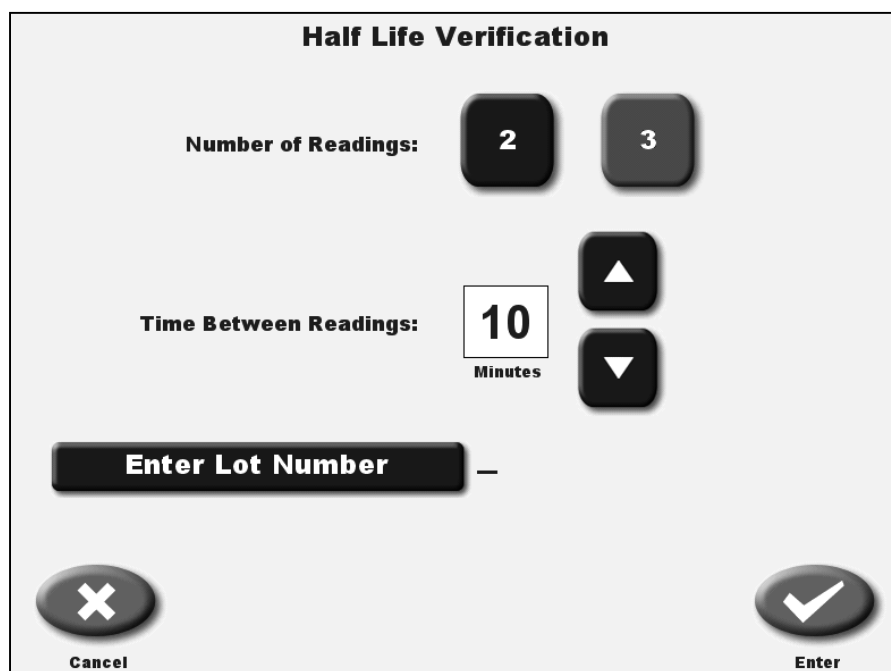 Half Life Verification
Number of Readings: 2 3
Time Between Readings: 10
Minutes
Enter Lot Number _
Cancel Enter